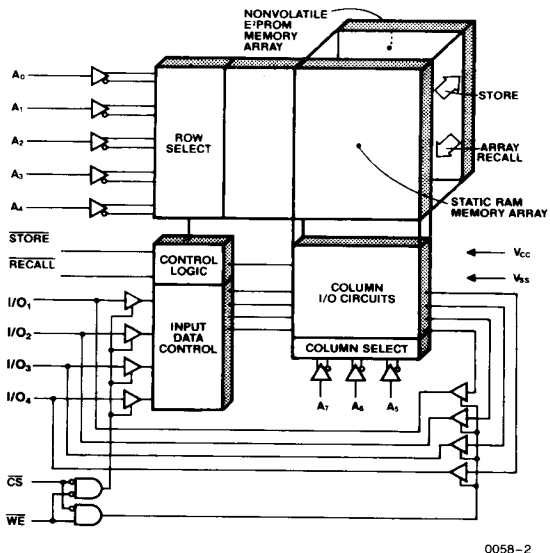 NONVOLATILE
E²PROM
MEMORY
ARRAY
A₀
A₁
A₂
A₃
A₄
ROW
SELECT
STORE
ARRAY
RECALL
STATIC RAM
MEMORY ARRAY
STORE
RECALL
CONTROL
LOGIC
COLUMN
I/O CIRCUITS
VCC
VSS
I/O₁
I/O₂
I/O₃
I/O₄
INPUT
DATA
CONTROL
COLUMN SELECT
A₇
A₆
A₅
CS
WE
0058–2